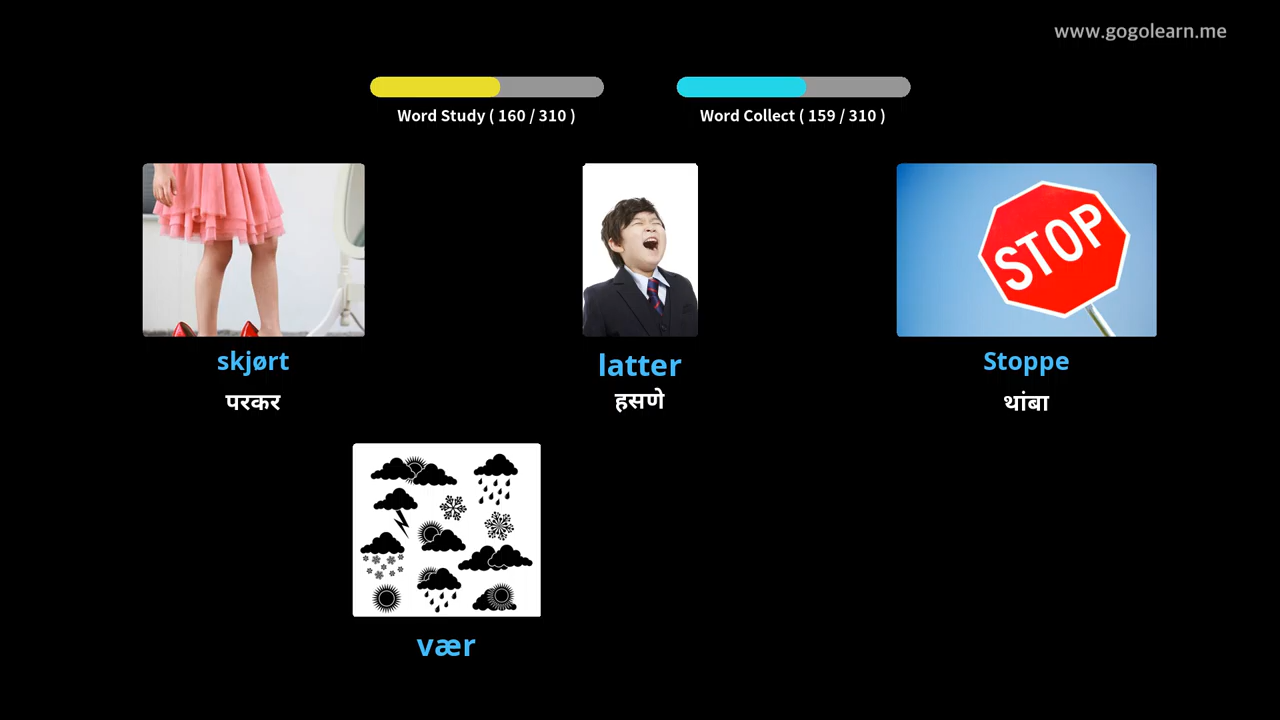 www.gogolearn.me
Word Study ( 160 / 310 )
Word Collect ( 159 / 310 )
STOP
skjørt
latter
Stoppe
परकर
हसणे
थांबा
vær